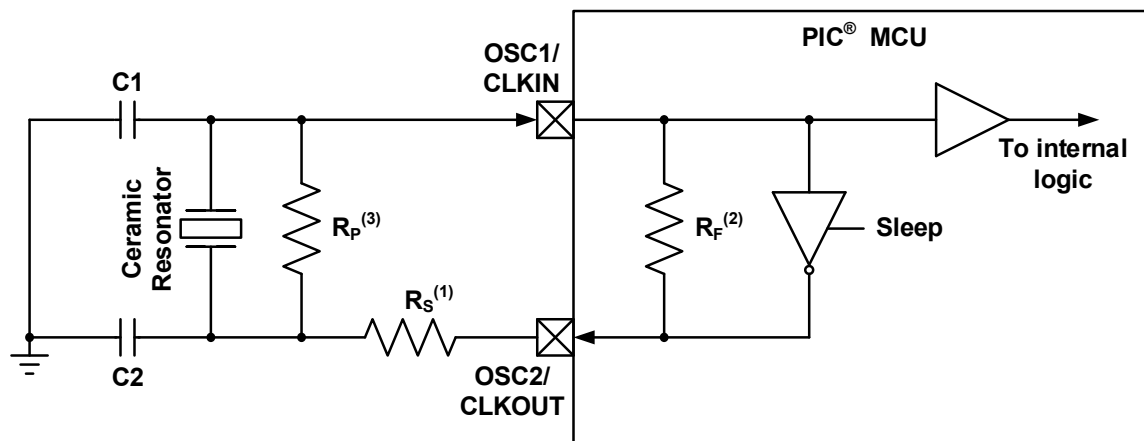 PIC® MCU
OSC1/
CLKIN
C1
To internal
logic
Ceramic
Resonator
RP(3)
RF(2)
Sleep
RS(1)
C2
OSC2/
CLKOUT